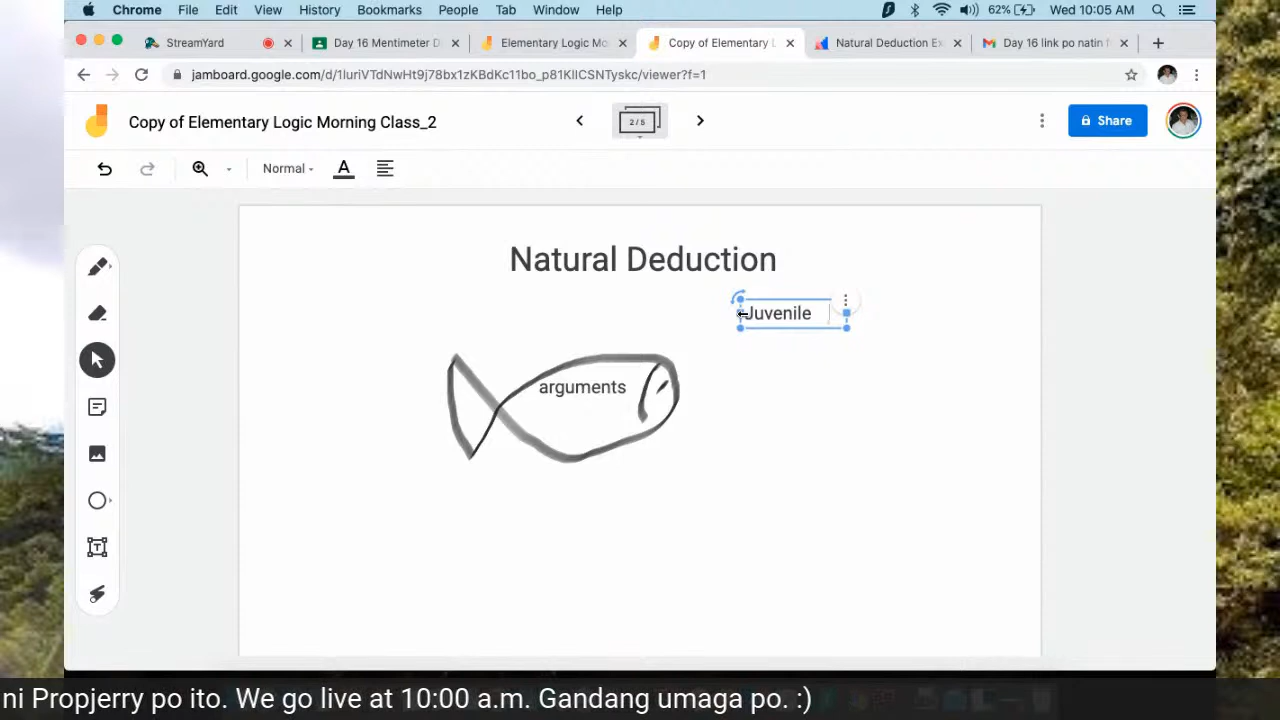 Chrome File Edit View History Bookmarks People Tab Window Help 62% Wed 10:05 AM
StreamYard Day 16 Mentimeter D Elementary Logic Mo Copy of Elementary L Natural Deduction Ex Day 16 link po natin f
jamboard.google.com/d/1luriVTdNwHt9j78bx1zKBdKc11bo_p81KIlCSNTyskc/viewer?f=1
Copy of Elementary Logic Morning Class_2 2 / 5 Share
Normal A
Natural Deduction
Juvenile
arguments
ni Propjerry po ito. We go live at 10:00 a.m. Gandang umaga po. :)